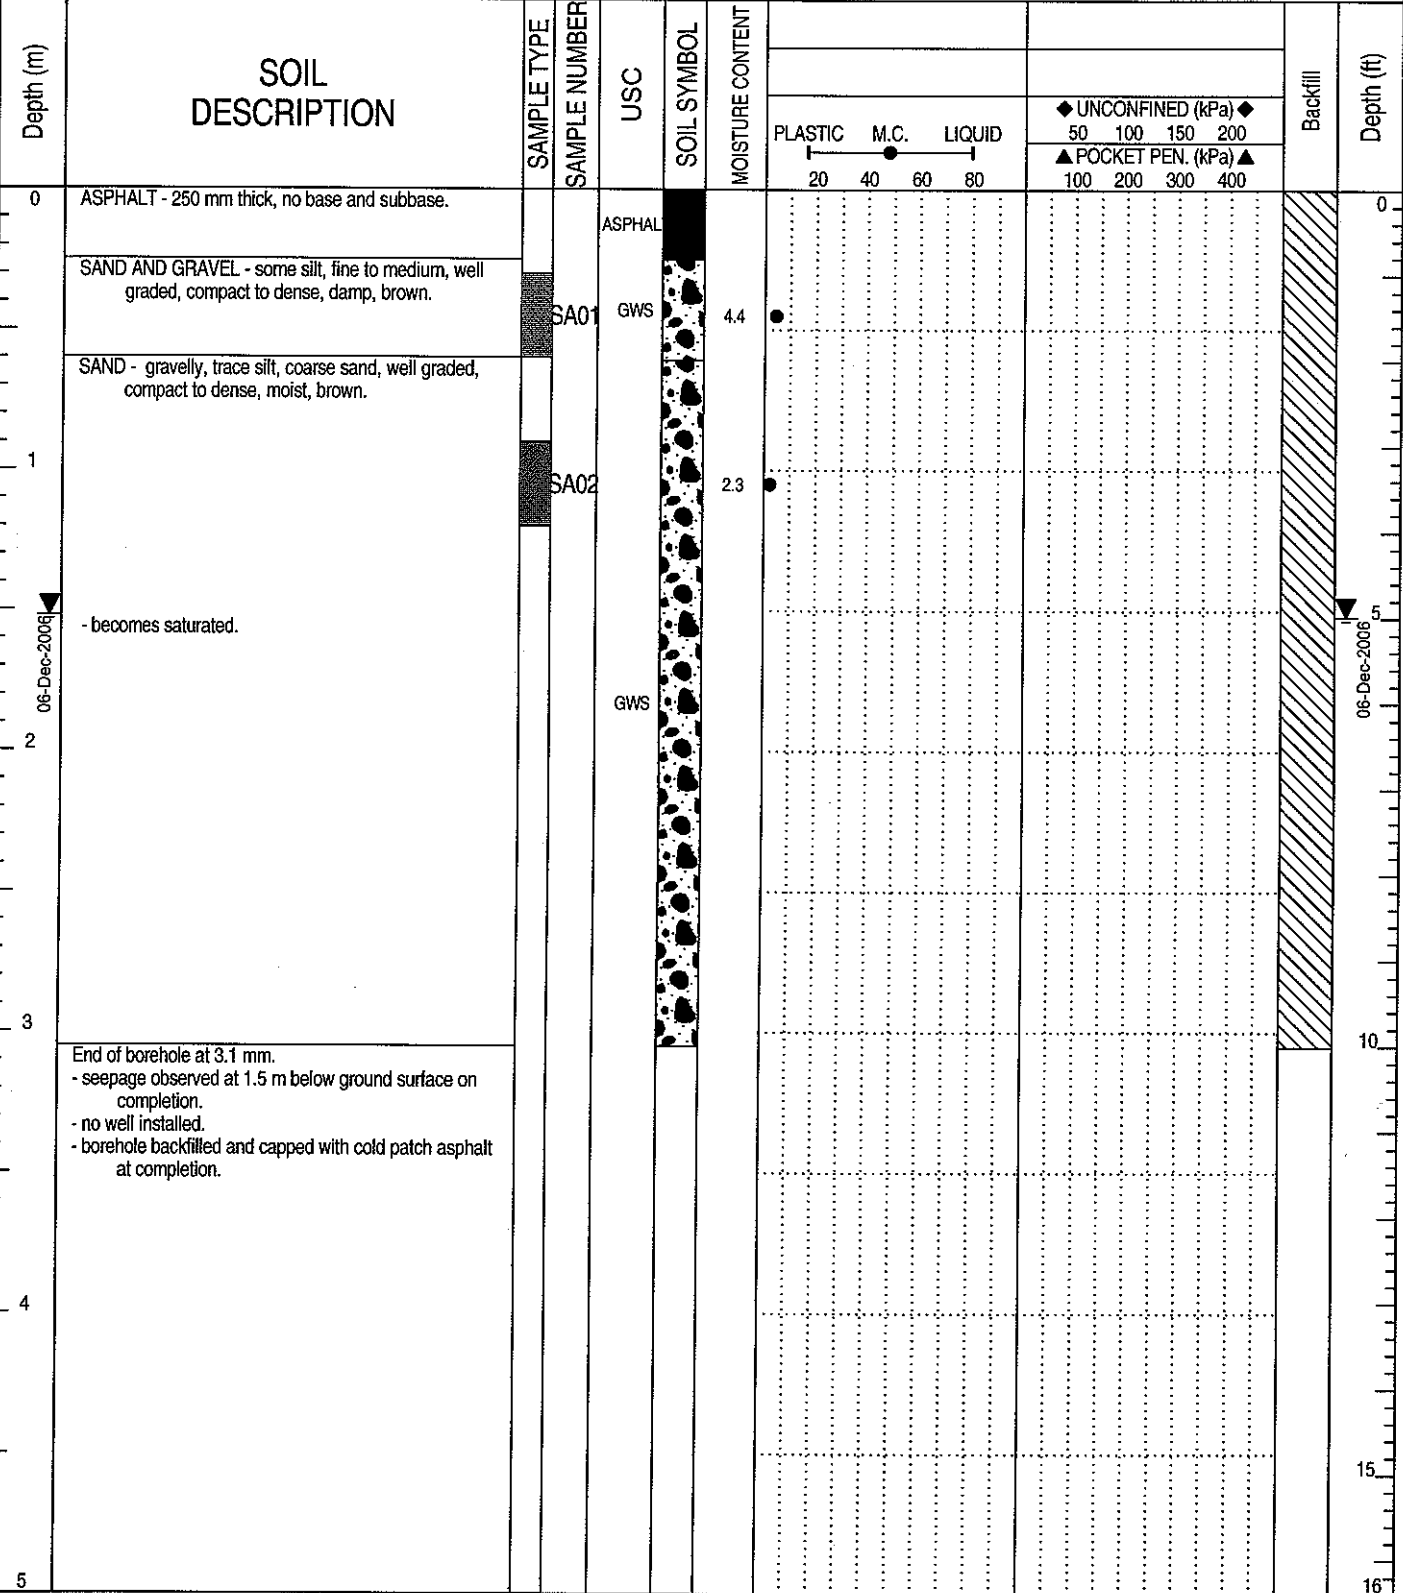 Depth (m)
SOIL
DESCRIPTION
SAMPLE TYPE
SAMPLE NUMBER
USC
SOIL SYMBOL
MOISTURE CONTENT
PLASTIC M.C. LIQUID
20 40 60 80
◆ UNCONFINED (kPa) ◆
50 100 150 200
▲ POCKET PEN. (kPa) ▲
100 200 300 400
Backfill
Depth (ft)
0
ASPHALT - 250 mm thick, no base and subbase.
ASPHAL
0
SAND AND GRAVEL - some silt, fine to medium, well
graded, compact to dense, damp, brown.
SA01
GWS
4.4
SAND - gravelly, trace silt, coarse sand, well graded,
compact to dense, moist, brown.
1
SA02
2.3
06-Dec-2006
- becomes saturated.
5
06-Dec-2006
GWS
2
3
End of borehole at 3.1 mm.
- seepage observed at 1.5 m below ground surface on
completion.
- no well installed.
- borehole backfilled and capped with cold patch asphalt
at completion.
10
4
15
5
16